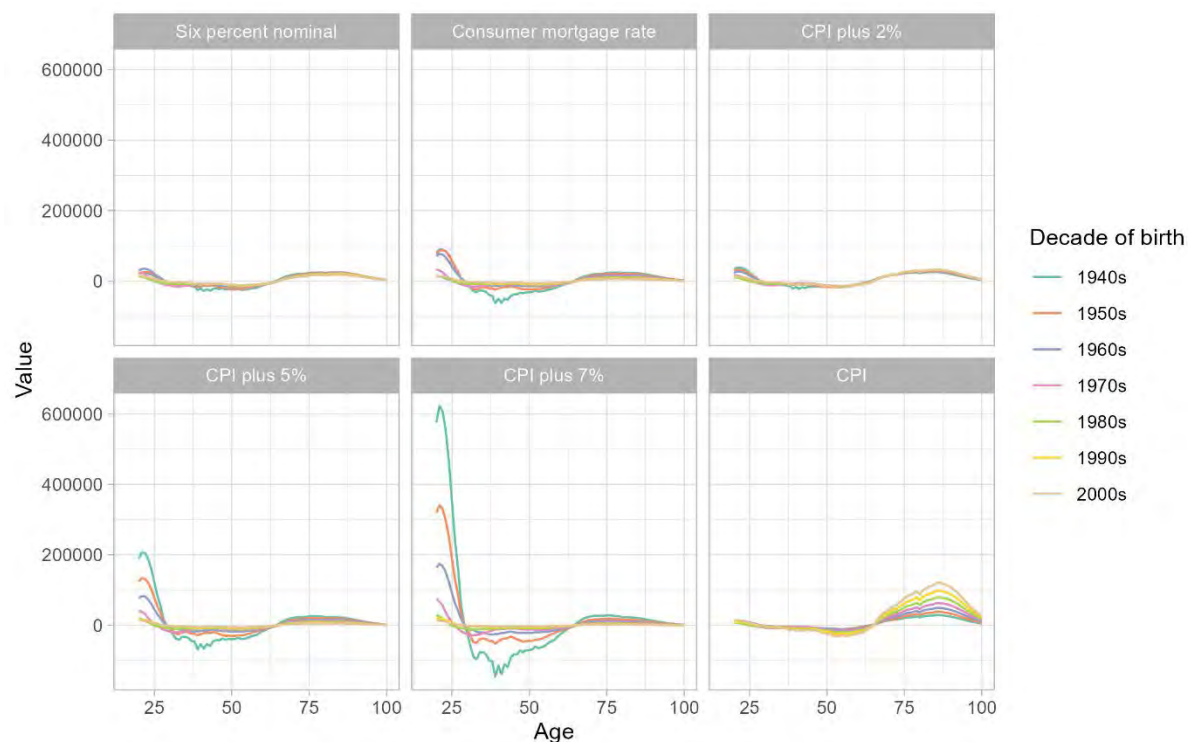 Six percent nominal
Consumer mortgage rate
CPI plus 2%
600000
400000
200000
0
CPI plus 5%
CPI plus 7%
CPI
600000
400000
200000
0
25
50
75
100
25
50
75
100
25
50
75
100
Value
Age
Decade of birth
1940s
1950s
1960s
1970s
1980s
1990s
2000s